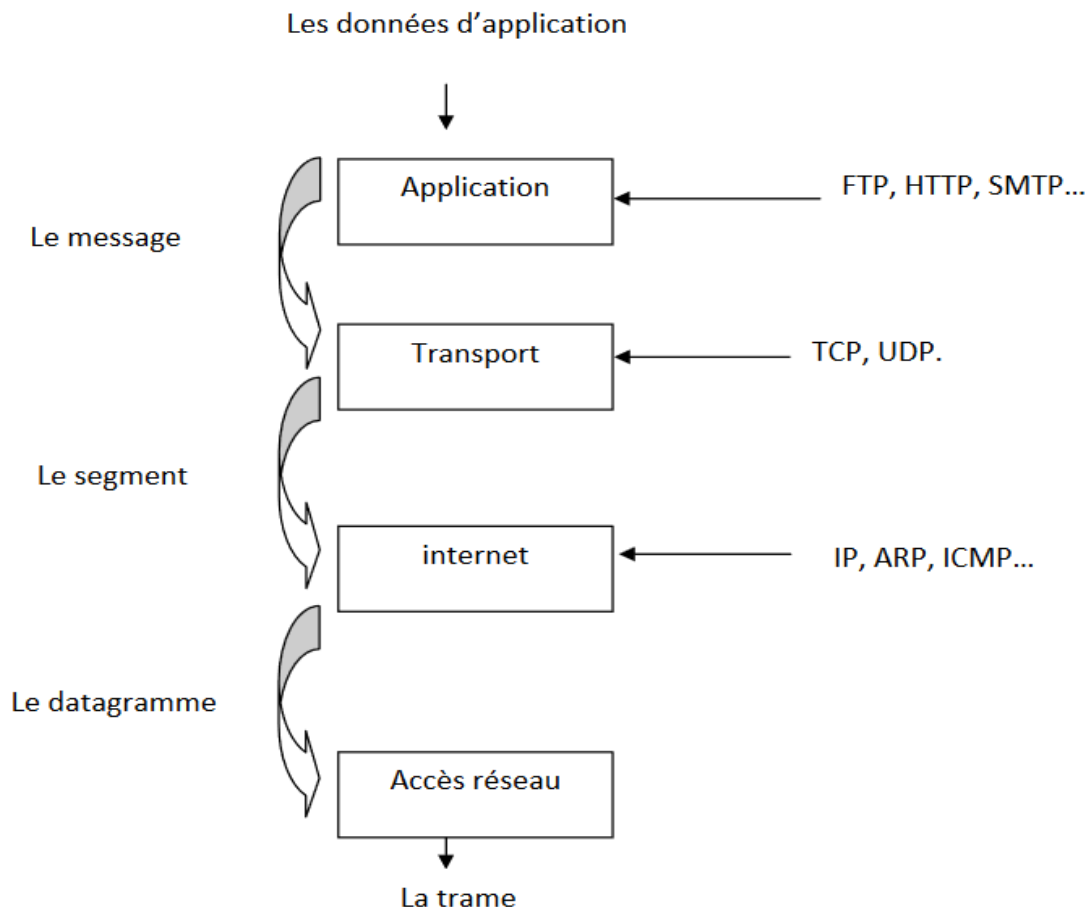 Les données d’application
Application
FTP, HTTP, SMTP...
Le message
Transport
TCP, UDP.
Le segment
internet
IP, ARP, ICMP...
Le datagramme
Accès réseau
La trame